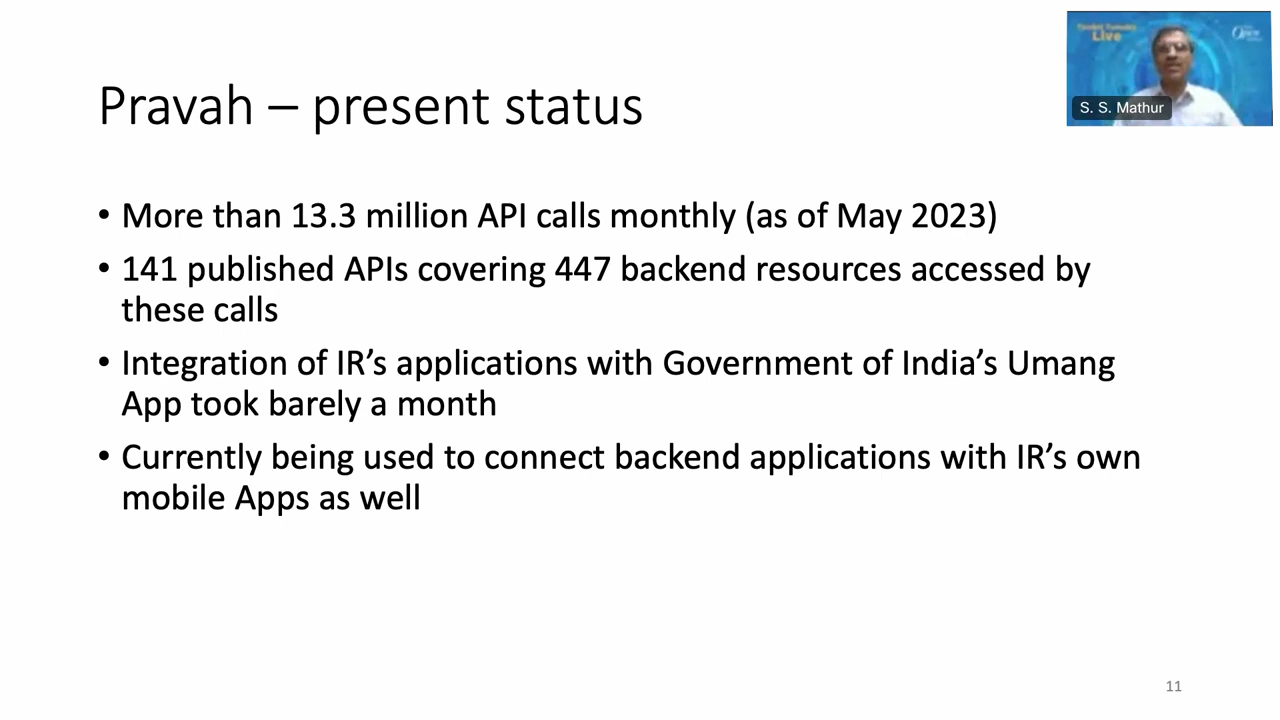 Pravah – present status
• More than 13.3 million API calls monthly (as of May 2023)
• 141 published APIs covering 447 backend resources accessed by
these calls
• Integration of IR’s applications with Government of India’s Umang
App took barely a month
• Currently being used to connect backend applications with IR’s own
mobile Apps as well
Live
Open
S. S. Mathur
11